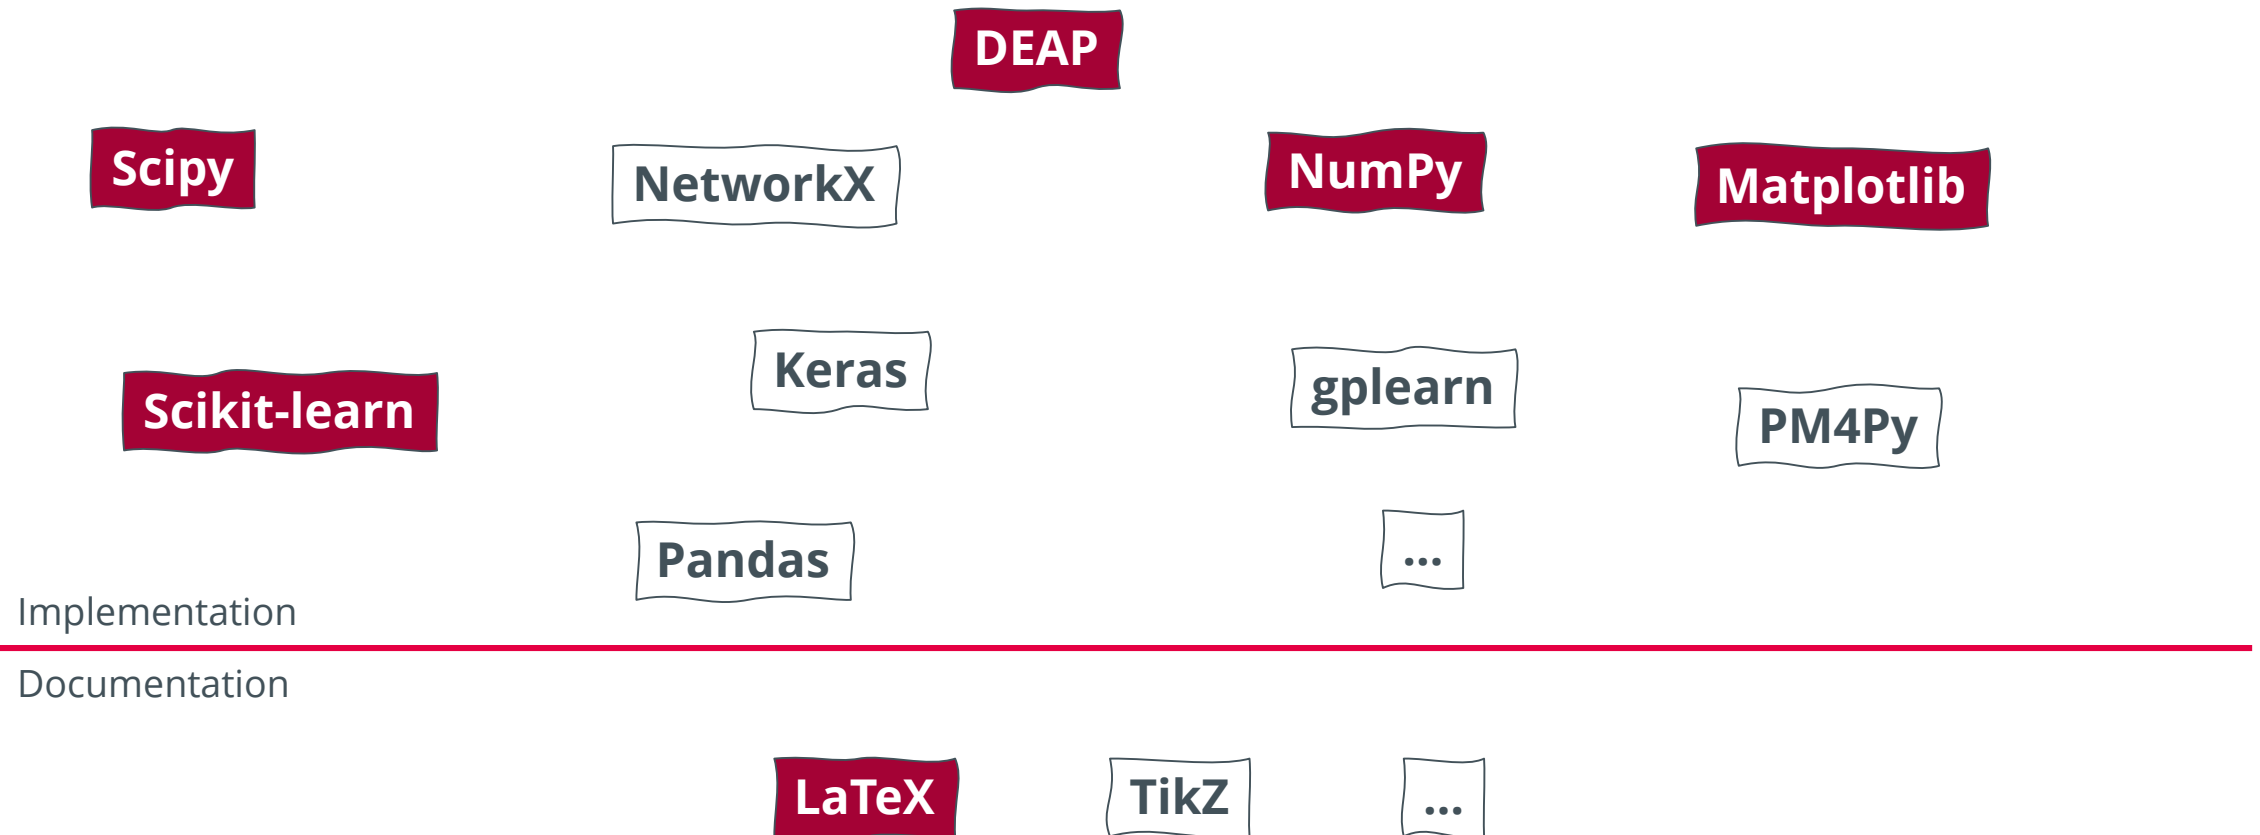 DEAP
Scipy
NetworkX
NumPy
Matplotlib
Keras
gplearn
Scikit-learn
PM4Py
Pandas
...
Implementation
Documentation
LaTeX
TikZ
...